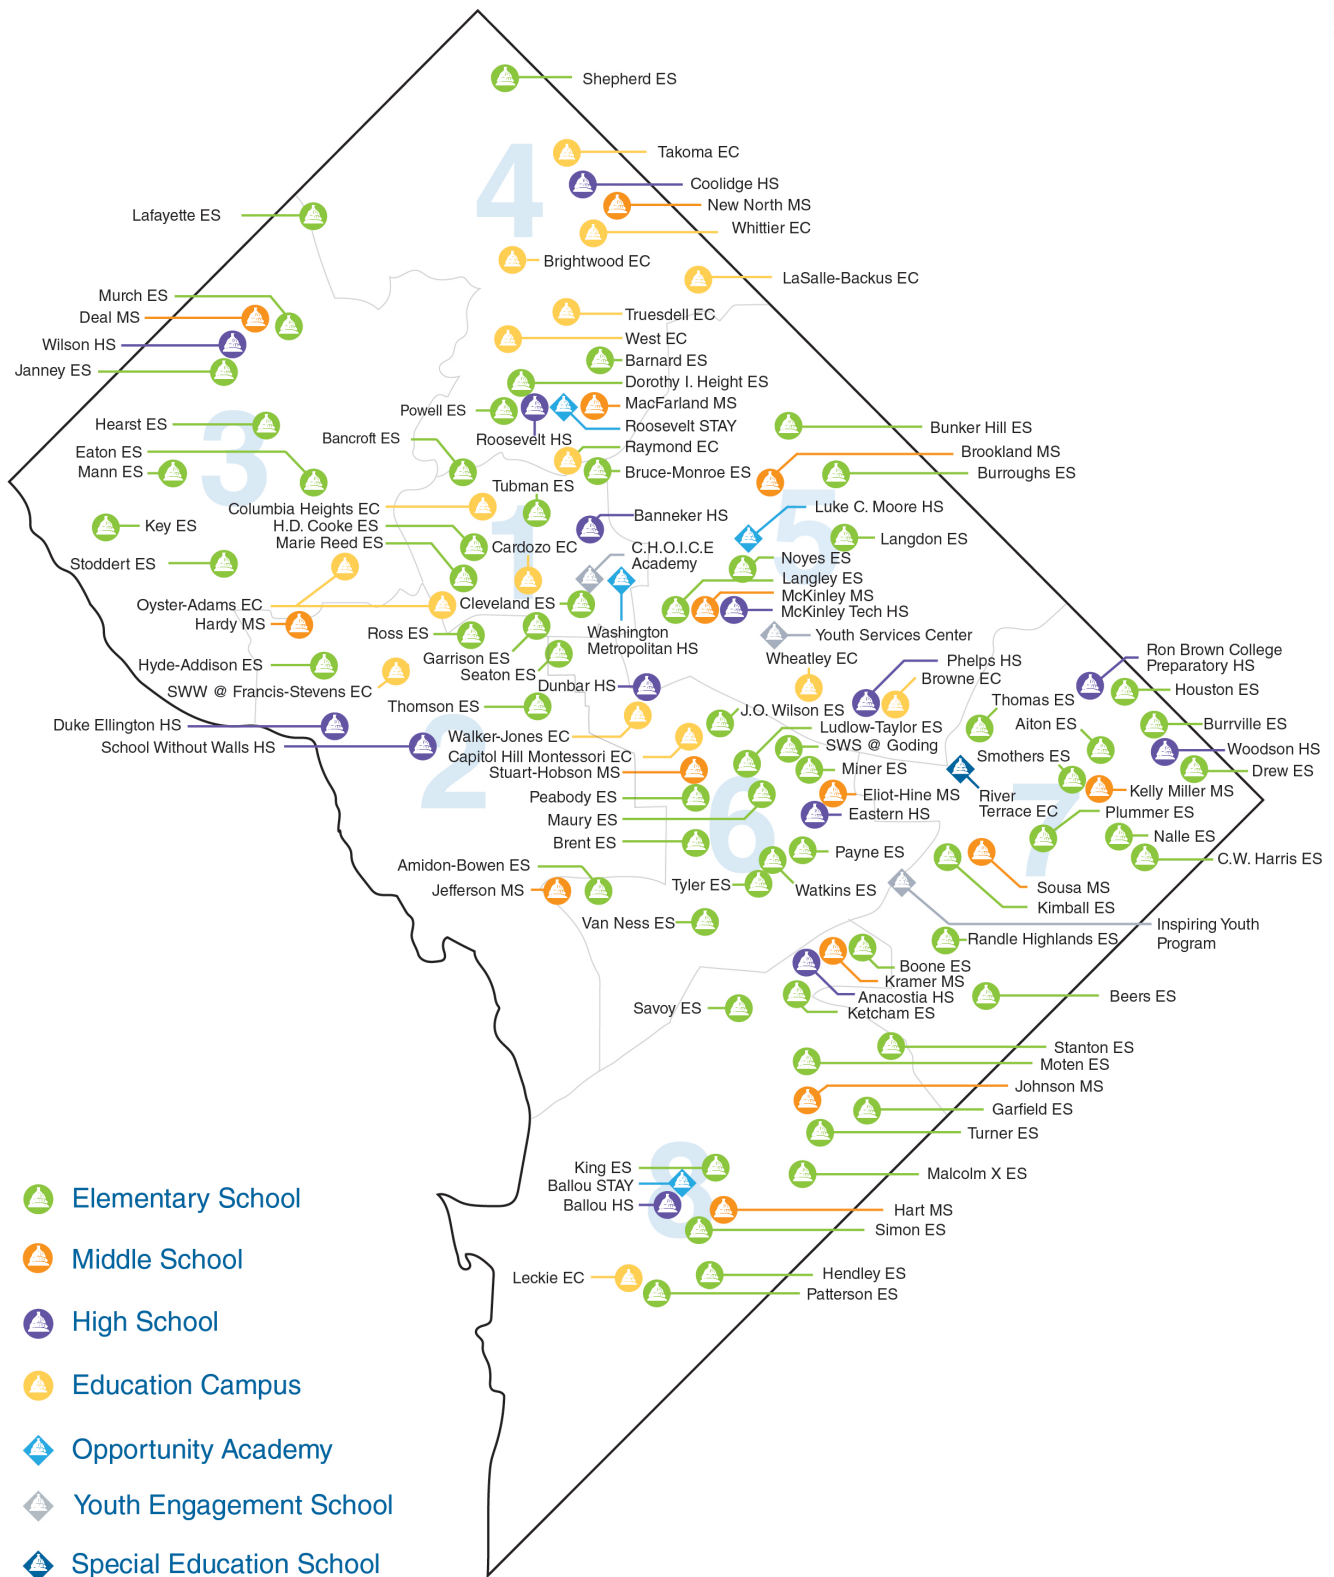 Shepherd ES
4
Takoma EC
Coolidge HS
New North MS
Lafayette ES
Whittier EC
Brightwood EC
LaSalle-Backus EC
Murch ES
Deal MS
Truesdell EC
Wilson HS
West EC
Barnard ES
Janney ES
Dorothy I. Height ES
MacFarland MS
Powell ES
Roosevelt STAY
Roosevelt HS
3
Hearst ES
Bancroft ES
Bunker Hill ES
Raymond EC
Eaton ES
Brookland MS
Mann ES
Bruce-Monroe ES
Burroughs ES
Tubman ES
5
Columbia Heights EC
Luke C. Moore HS
Key ES
H.D. Cooke ES
Banneker HS
1
Marie Reed ES
Cardozo EC
C.H.O.I.C.E
Academy
Langdon ES
Stoddert ES
Noyes ES
Langley ES
McKinley MS
Oyster-Adams EC
Cleveland ES
McKinley Tech HS
Hardy MS
Ross ES
Washington
Metropolitan HS
Youth Services Center
Garrison ES
Wheatley EC
Phelps HS
Ron Brown College
Preparatory HS
Hyde-Addison ES
Seaton ES
Browne EC
SWW @ Francis-Stevens EC
Dunbar HS
Houston ES
Thomas ES
Thomson ES
J.O. Wilson ES
Duke Ellington HS
Ludlow-Taylor ES
Aiton ES
Burrville ES
Walker-Jones EC
School Without Walls HS
SWS @ Goding
Woodson HS
2
Capitol Hill Montessori EC
Smothers ES
Stuart-Hobson MS
Miner ES
Drew ES
Peabody ES
Eliot-Hine MS
River
Terrace EC
Kelly Miller MS
7
6
Maury ES
Eastern HS
Plummer ES
Nalle ES
Brent ES
Payne ES
C.W. Harris ES
Amidon-Bowen ES
Jefferson MS
Tyler ES
Watkins ES
Sousa MS
Kimball ES
Van Ness ES
Inspiring Youth
Program
Randle Highlands ES
Boone ES
Kramer MS
Anacostia HS
Beers ES
Savoy ES
Ketcham ES
Stanton ES
Moten ES
Johnson MS
Garfield ES
Turner ES
King ES
Malcolm X ES
Ballou STAY
8
Ballou HS
Hart MS
Simon ES
Leckie EC
Hendley ES
Patterson ES
Elementary School
Middle School
High School
Education Campus
Opportunity Academy
Youth Engagement School
Special Education School